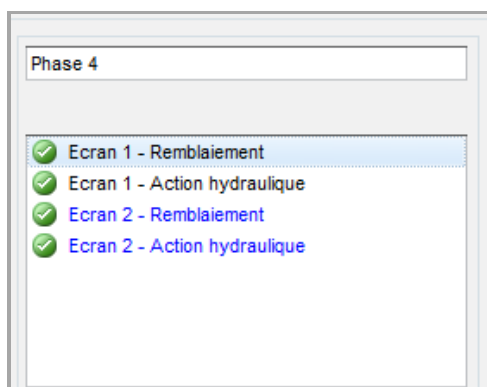 Phase 4
Ecran 1 - Remblaiement
Ecran 1 - Action hydraulique
Ecran 2 - Remblaiement
Ecran 2 - Action hydraulique